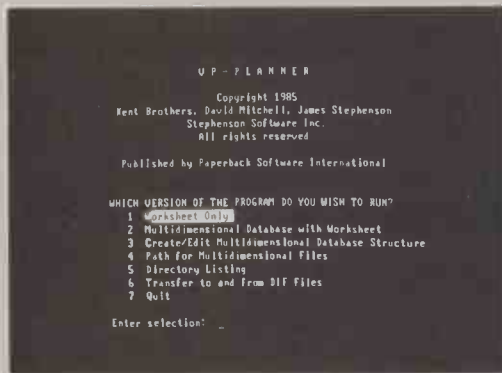 VP-PLANNER
Copyright 1985
Kent Brothers, David Mitchell, James Stephenson
Stephenson Software Inc.
All rights reserved
Published by Paperback Software International
WHICH VERSION OF THE PROGRAM DO YOU WISH TO RUN?
1 Worksheet Only
2 Multidimensional Database with Worksheet
3 Create/Edit Multidimensional Database Structure
4 Path for Multidimensional Files
5 Directory Listing
6 Transfer to and from DIF Files
7 Quit
Enter selection: _